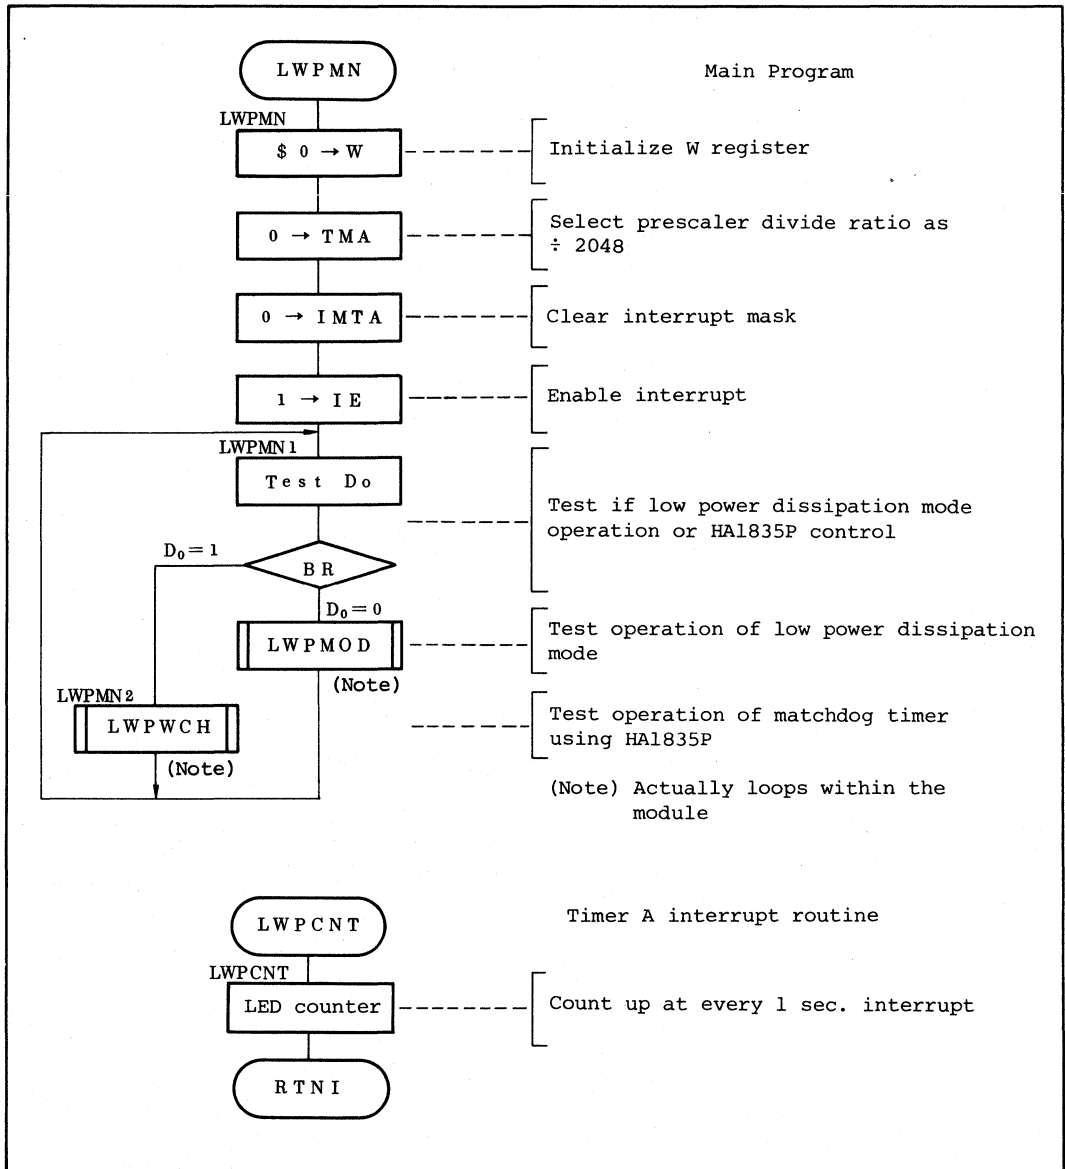 LWPMN
Main Program
LWPMN
$ 0 → W
Initialize W register
0 → TMA
Select prescaler divide ratio as
÷ 2048
0 → IMTA
Clear interrupt mask
1 → IE
Enable interrupt
LWPMN1
Test Do
Test if low power dissipation mode
operation or HA1835P control
D₀ = 1
BR
D₀ = 0
LWPMOD
(Note)
Test operation of low power dissipation
mode
LWPMN2
LWPWCH
(Note)
Test operation of matchdog timer
using HA1835P
(Note) Actually loops within the
module
LWPCNT
Timer A interrupt routine
LWPCNT
LED counter
Count up at every 1 sec. interrupt
RTNI